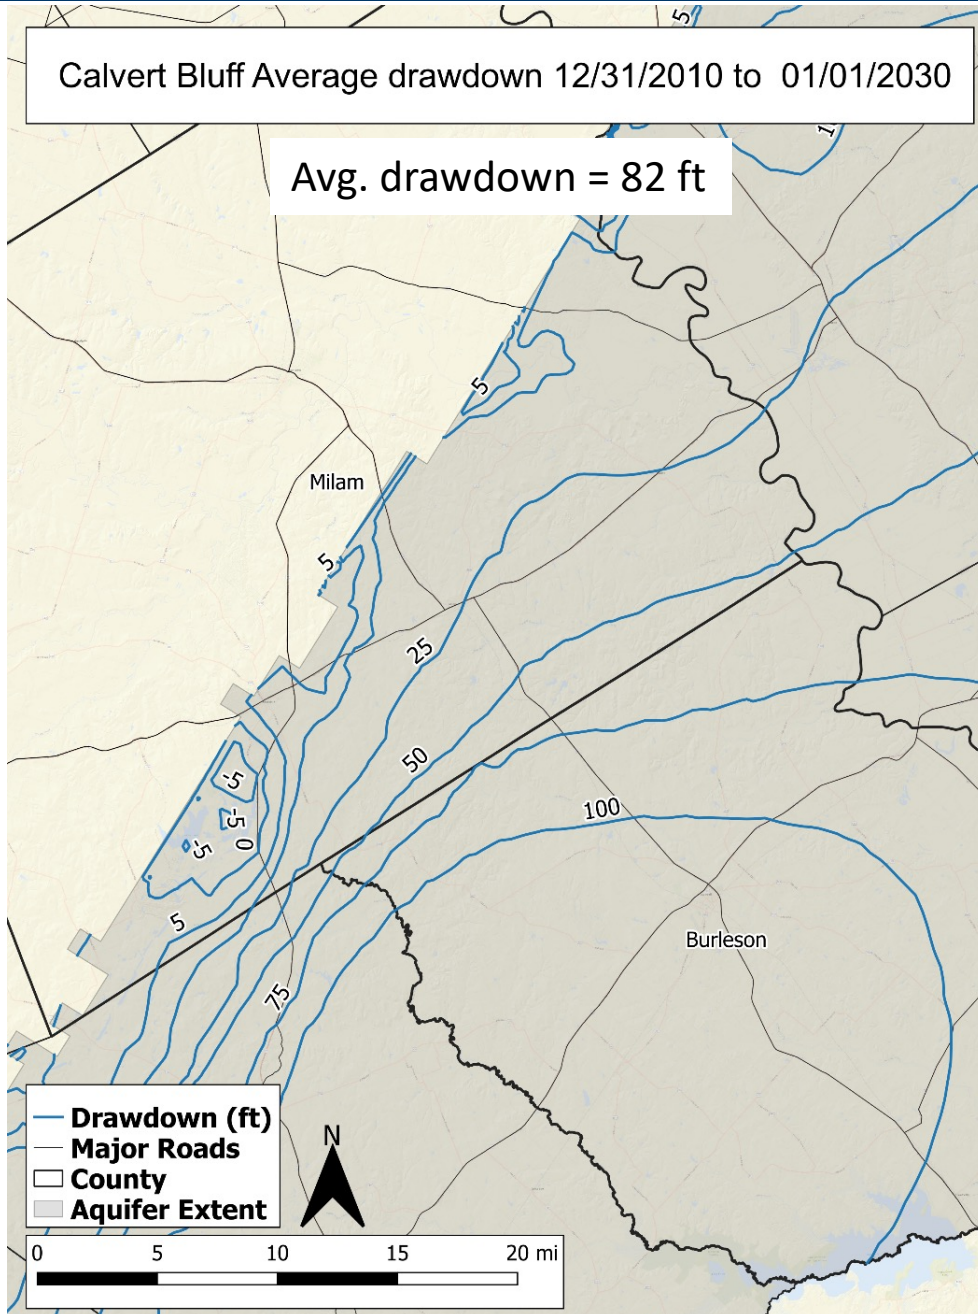 5
Calvert Bluff Average drawdown 12/31/2010 to 01/01/2030
Avg. drawdown = 82 ft
5
Milam
5
25
50
-5
-5
-5
0
100
5
Burleson
75
Drawdown (ft)
Major Roads
County
Aquifer Extent
N
0 5 10 15 20 mi